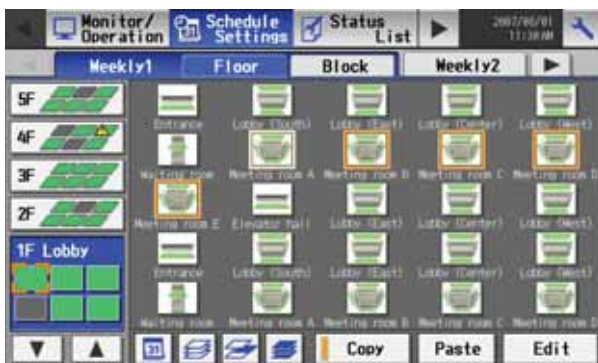 Monitor/ Operation
Schedule Settings
Status List
2007/06/01
11:30 AM
Weekly1
Floor
Block
Weekly2
5F
Entrance
Lobby (South)
Lobby (East)
Lobby (Center)
Lobby (West)
4F
Waiting room
Meeting room A
Meeting room B
Meeting room C
Meeting room D
3F
2F
Meeting room E
Elevator hall
Lobby (East)
Lobby (Center)
Lobby (West)
1F Lobby
Entrance
Lobby (South)
Lobby (East)
Lobby (Center)
Lobby (West)
Waiting room
Meeting room A
Meeting room B
Meeting room C
Meeting room D
31
Copy
Paste
Edit